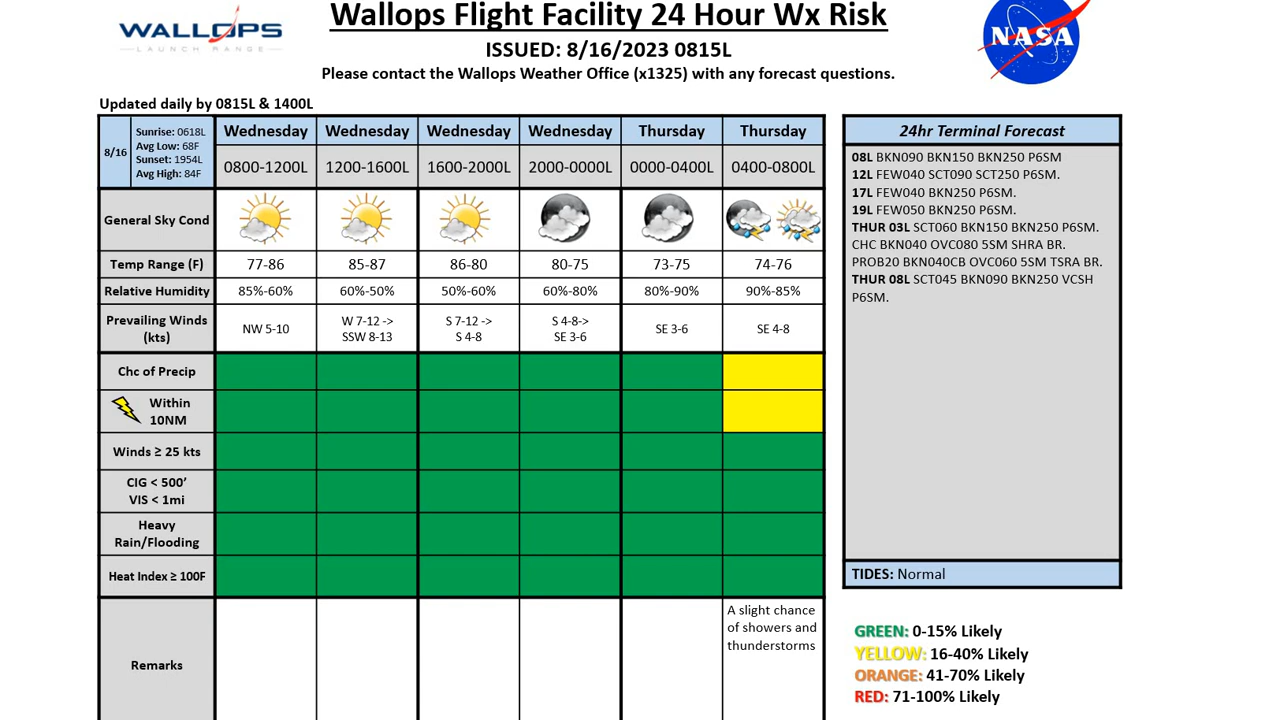 WALLOPS
LAUNCH RANGE
Wallops Flight Facility 24 Hour Wx Risk
ISSUED: 8/16/2023 0815L
Please contact the Wallops Weather Office (x1325) with any forecast questions.
NASA
Updated daily by 0815L & 1400L
8/16
Sunrise: 0618L
Avg Low: 68F
Sunset: 1954L
Avg High: 84F
Wednesday Wednesday Wednesday Wednesday Thursday Thursday
0800-1200L 1200-1600L 1600-2000L 2000-0000L 0000-0400L 0400-0800L
General Sky Cond
Temp Range (F) 77-86 85-87 86-80 80-75 73-75 74-76
Relative Humidity 85%-60% 60%-50% 50%-60% 60%-80% 80%-90% 90%-85%
Prevailing Winds
(kts)
NW 5-10
W 7-12 ->
SSW 8-13
S 7-12 ->
S 4-8
S 4-8->
SE 3-6
SE 3-6
SE 4-8
Chc of Precip
Within
10NM
Winds ≥ 25 kts
CIG < 500’
VIS < 1mi
Heavy
Rain/Flooding
Heat Index ≥ 100F
Remarks
A slight chance
of showers and
thunderstorms
24hr Terminal Forecast
08L BKN090 BKN150 BKN250 P6SM
12L FEW040 SCT090 SCT250 P6SM.
17L FEW040 BKN250 P6SM.
19L FEW050 BKN250 P6SM.
THUR 03L SCT060 BKN150 BKN250 P6SM.
CHC BKN040 OVC080 5SM SHRA BR.
PROB20 BKN040CB OVC060 5SM TSRA BR.
THUR 08L SCT045 BKN090 BKN250 VCSH
P6SM.
TIDES: Normal
GREEN: 0-15% Likely
YELLOW: 16-40% Likely
ORANGE: 41-70% Likely
RED: 71-100% Likely